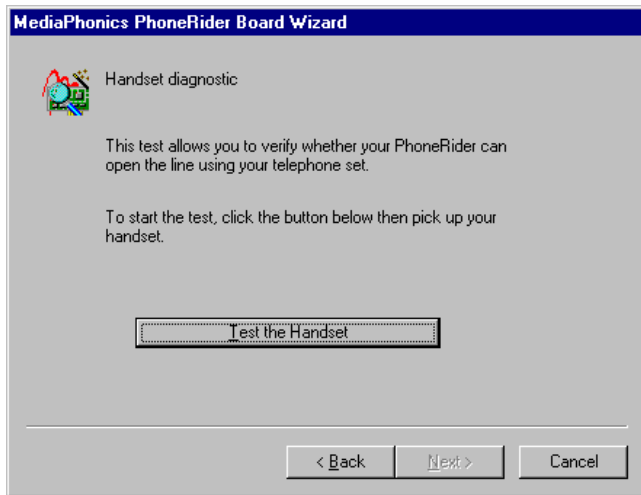 MediaPhonics PhoneRider Board Wizard
Handset diagnostic
This test allows you to verify whether your PhoneRider can
open the line using your telephone set.
To start the test, click the button below then pick up your
handset.
Test the Handset
< Back
Next >
Cancel